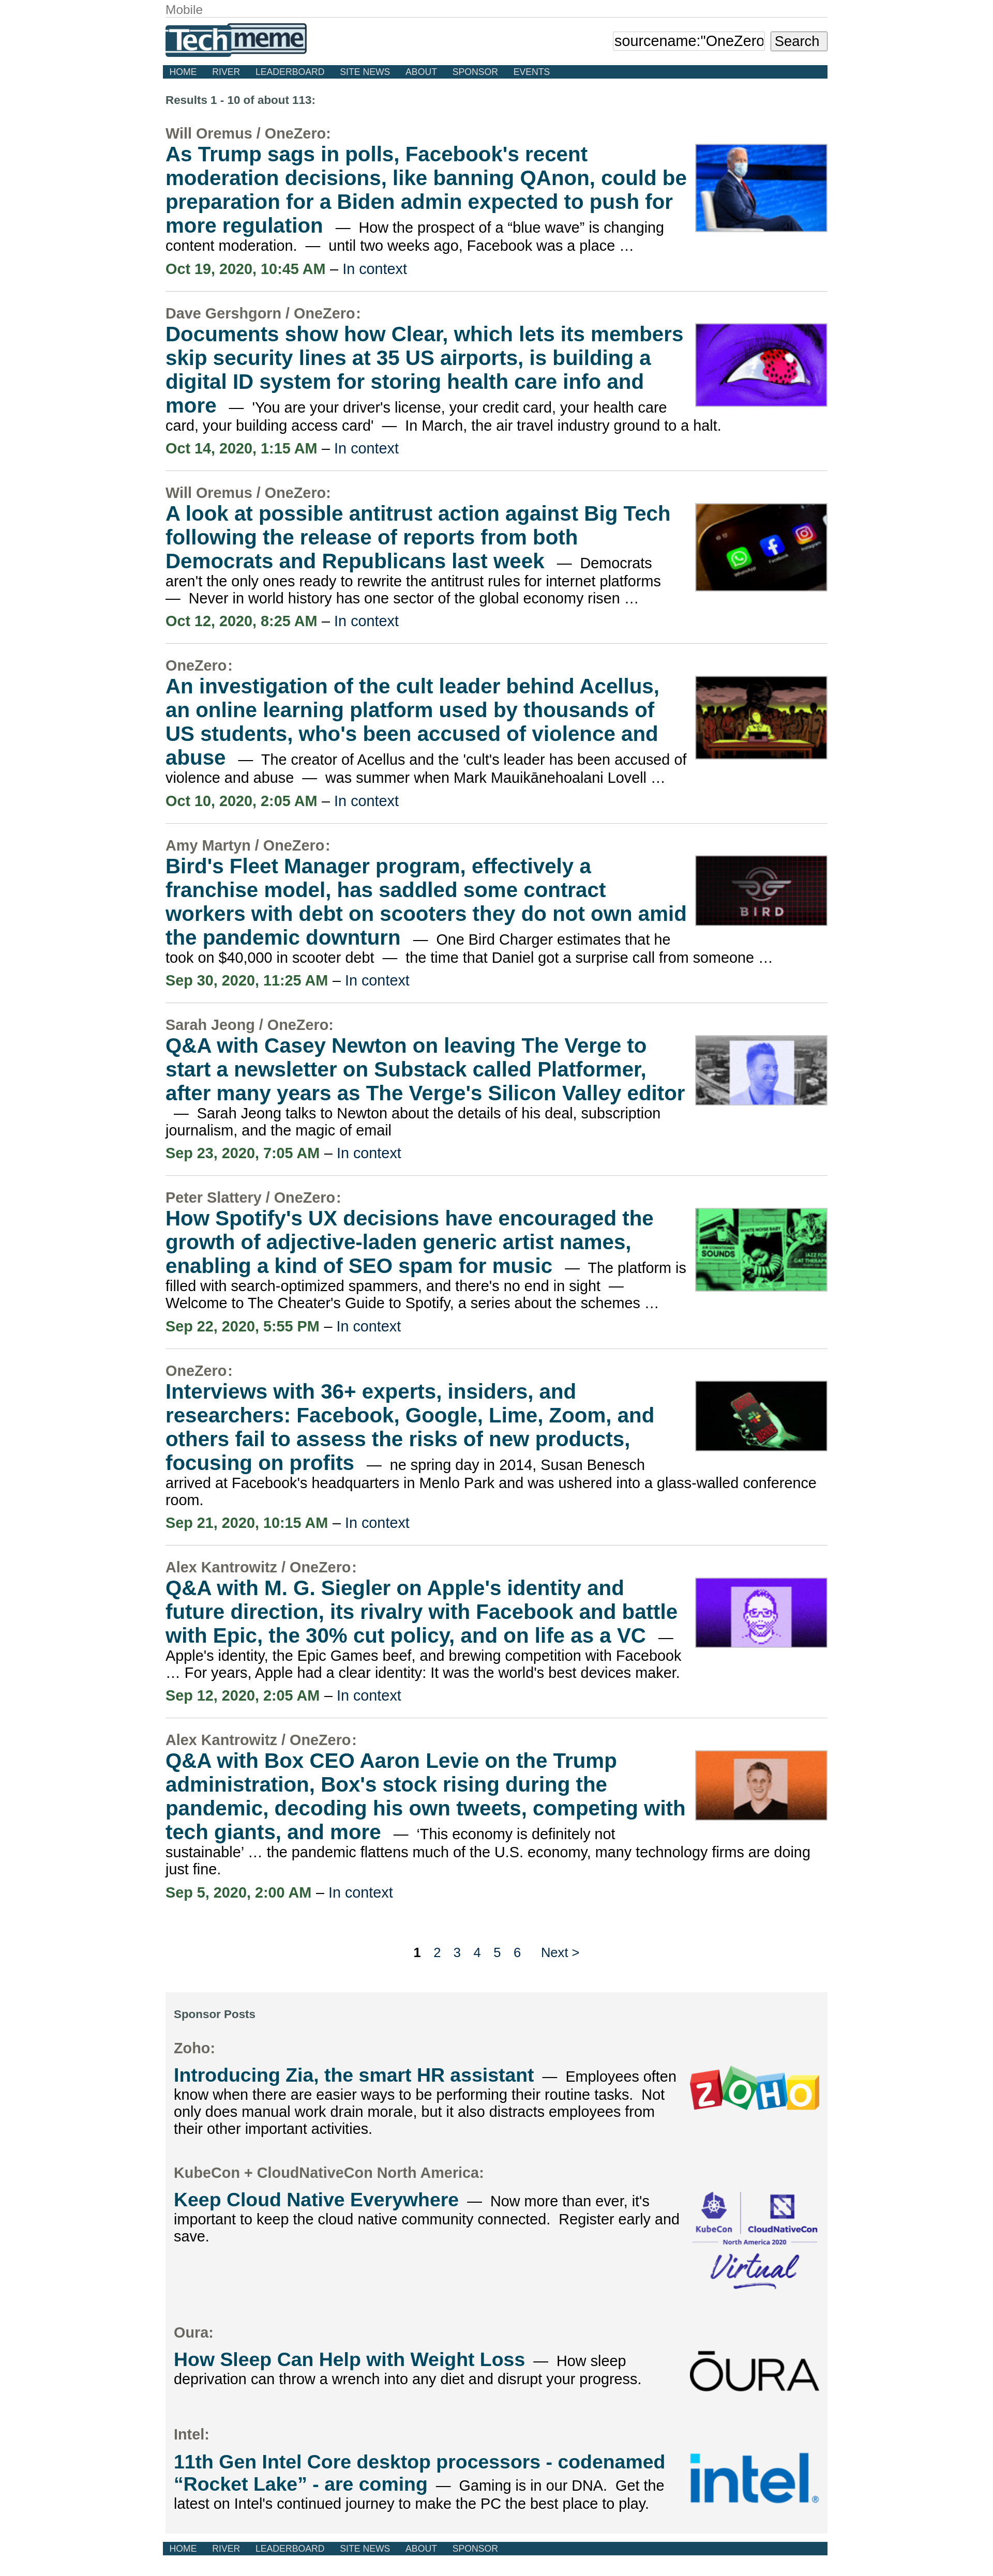 Mobile
Techmeme
sourcename:"OneZero
Search
HOME RIVER LEADERBOARD SITE NEWS ABOUT SPONSOR EVENTS
Results 1 - 10 of about 113:
Will Oremus / OneZero:
As Trump sags in polls, Facebook's recent
moderation decisions, like banning QAnon, could be
preparation for a Biden admin expected to push for
more regulation — How the prospect of a “blue wave” is changing
content moderation. — until two weeks ago, Facebook was a place …
Oct 19, 2020, 10:45 AM – In context
Dave Gershgorn / OneZero:
Documents show how Clear, which lets its members
skip security lines at 35 US airports, is building a
digital ID system for storing health care info and
more — 'You are your driver's license, your credit card, your health care
card, your building access card' — In March, the air travel industry ground to a halt.
Oct 14, 2020, 1:15 AM – In context
Will Oremus / OneZero:
A look at possible antitrust action against Big Tech
following the release of reports from both
Democrats and Republicans last week — Democrats
aren't the only ones ready to rewrite the antitrust rules for internet platforms
— Never in world history has one sector of the global economy risen …
WhatsApp Facebook Instagram
Oct 12, 2020, 8:25 AM – In context
OneZero:
An investigation of the cult leader behind Acellus,
an online learning platform used by thousands of
US students, who's been accused of violence and
abuse — The creator of Acellus and the 'cult's leader has been accused of
violence and abuse — was summer when Mark Mauikānehoalani Lovell …
Oct 10, 2020, 2:05 AM – In context
Amy Martyn / OneZero:
Bird's Fleet Manager program, effectively a
franchise model, has saddled some contract
workers with debt on scooters they do not own amid
the pandemic downturn — One Bird Charger estimates that he
took on $40,000 in scooter debt — the time that Daniel got a surprise call from someone …
BIRD
Sep 30, 2020, 11:25 AM – In context
Sarah Jeong / OneZero:
Q&A with Casey Newton on leaving The Verge to
start a newsletter on Substack called Platformer,
after many years as The Verge's Silicon Valley editor
— Sarah Jeong talks to Newton about the details of his deal, subscription
journalism, and the magic of email
Sep 23, 2020, 7:05 AM – In context
Peter Slattery / OneZero:
How Spotify's UX decisions have encouraged the
growth of adjective-laden generic artist names,
enabling a kind of SEO spam for music — The platform is
filled with search-optimized spammers, and there's no end in sight —
Welcome to The Cheater's Guide to Spotify, a series about the schemes …
AIR CONDITIONER
SOUNDS
WHITE NOISE BABY
JAZZ FOR
CAT THERAPY
Sep 22, 2020, 5:55 PM – In context
OneZero:
Interviews with 36+ experts, insiders, and
researchers: Facebook, Google, Lime, Zoom, and
others fail to assess the risks of new products,
focusing on profits — ne spring day in 2014, Susan Benesch
arrived at Facebook's headquarters in Menlo Park and was ushered into a glass-walled conference
room.
Sep 21, 2020, 10:15 AM – In context
Alex Kantrowitz / OneZero:
Q&A with M. G. Siegler on Apple's identity and
future direction, its rivalry with Facebook and battle
with Epic, the 30% cut policy, and on life as a VC —
Apple's identity, the Epic Games beef, and brewing competition with Facebook
… For years, Apple had a clear identity: It was the world's best devices maker.
Sep 12, 2020, 2:05 AM – In context
Alex Kantrowitz / OneZero:
Q&A with Box CEO Aaron Levie on the Trump
administration, Box's stock rising during the
pandemic, decoding his own tweets, competing with
tech giants, and more — ‘This economy is definitely not
sustainable’ … the pandemic flattens much of the U.S. economy, many technology firms are doing
just fine.
Sep 5, 2020, 2:00 AM – In context
1 2 3 4 5 6 Next >
Sponsor Posts
Zoho:
Introducing Zia, the smart HR assistant — Employees often
know when there are easier ways to be performing their routine tasks. Not
only does manual work drain morale, but it also distracts employees from
their other important activities.
ZOHO
KubeCon + CloudNativeCon North America:
Keep Cloud Native Everywhere — Now more than ever, it's
important to keep the cloud native community connected. Register early and
save.
KubeCon CloudNativeCon
North America 2020
Virtual
Oura:
How Sleep Can Help with Weight Loss — How sleep
deprivation can throw a wrench into any diet and disrupt your progress.
ŌURA
Intel:
11th Gen Intel Core desktop processors - codenamed
“Rocket Lake” - are coming — Gaming is in our DNA. Get the
latest on Intel's continued journey to make the PC the best place to play.
intel®
HOME RIVER LEADERBOARD SITE NEWS ABOUT SPONSOR